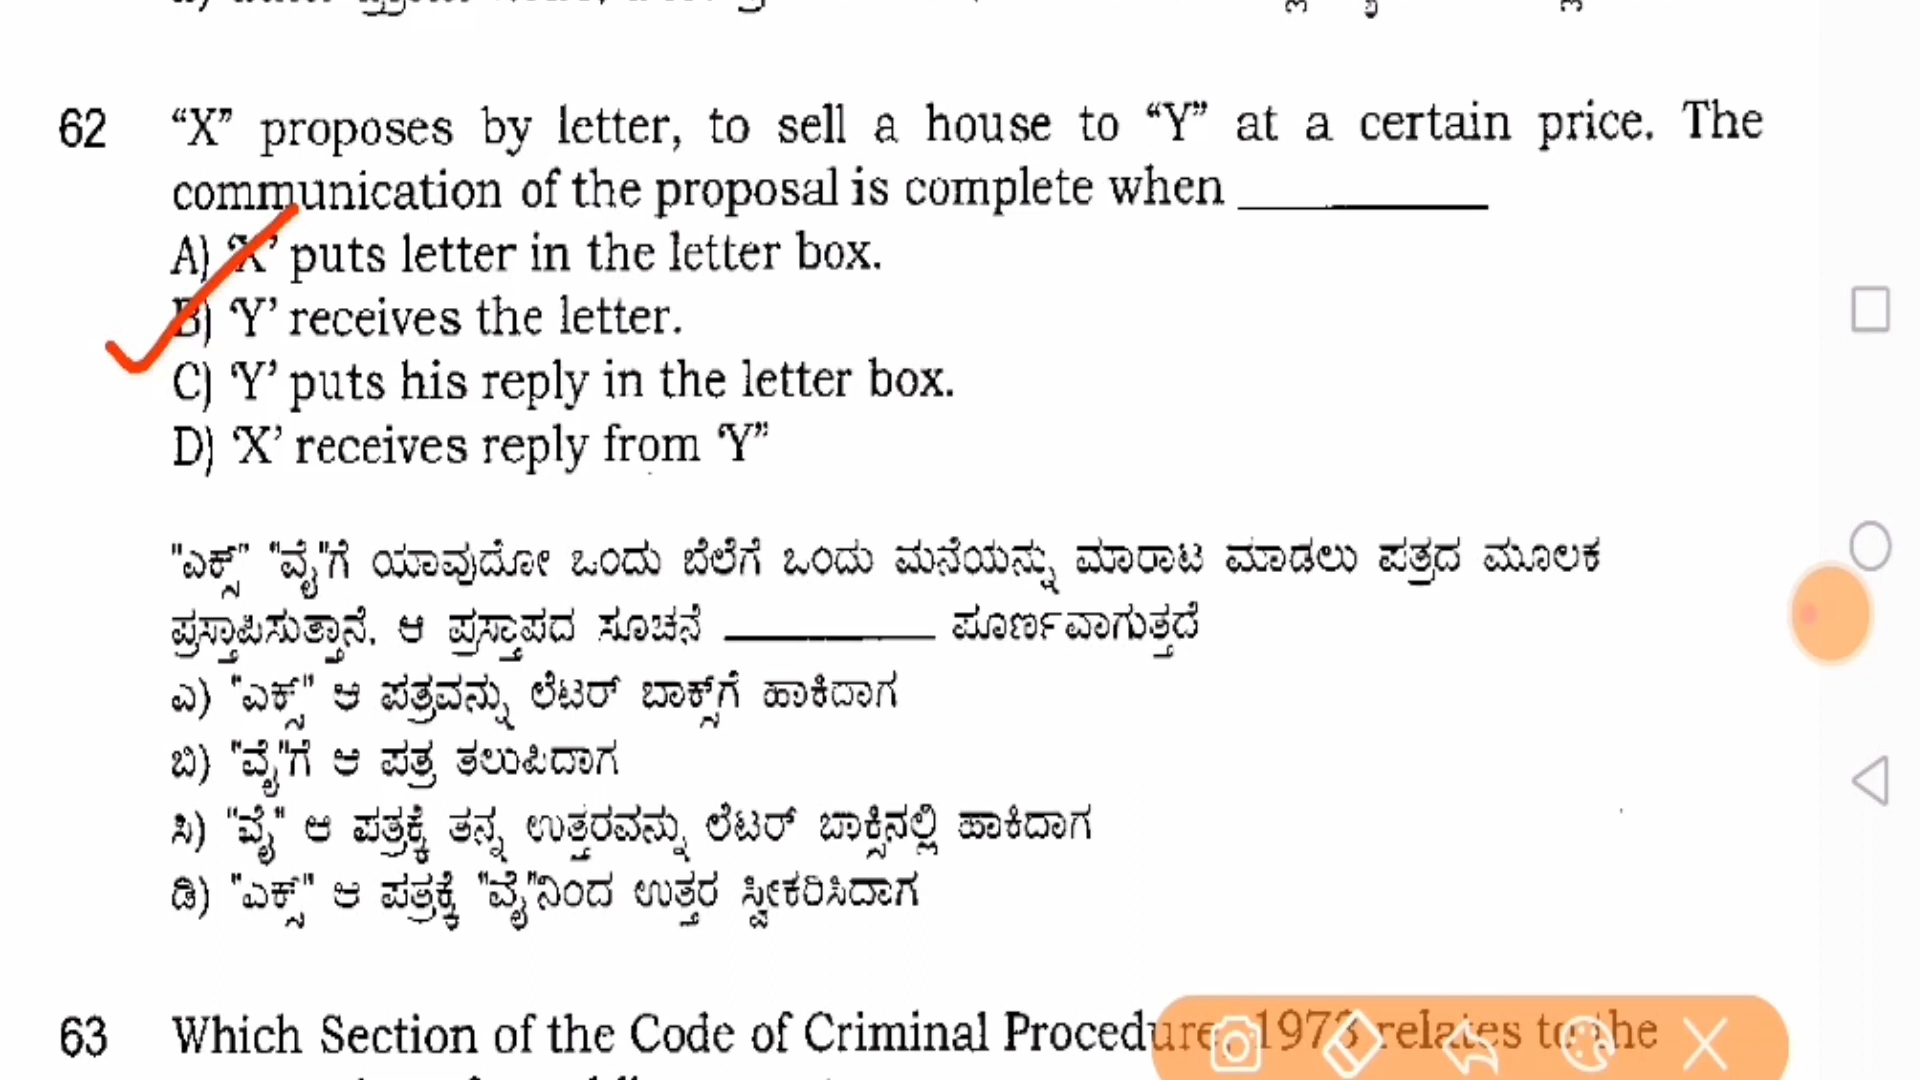 62 “X” proposes by letter, to sell a house to “Y” at a certain price. The
communication of the proposal is complete when ________
A) ‘X’ puts letter in the letter box.
B) ‘Y’ receives the letter.
C) ‘Y’ puts his reply in the letter box.
D) ‘X’ receives reply from ‘Y”
"ಎಕ್ಸ್" "ವೈ"ಗೆ ಯಾವುದೋ ಒಂದು ಬೆಲೆಗೆ ಒಂದು ಮನೆಯನ್ನು ಮಾರಾಟ ಮಾಡಲು ಪತ್ರದ ಮೂಲಕ
ಪ್ರಸ್ತಾಪಿಸುತ್ತಾನೆ. ಆ ಪ್ರಸ್ತಾಪದ ಸೂಚನೆ ________ ಪೂರ್ಣವಾಗುತ್ತದೆ
ಎ) "ಎಕ್ಸ್" ಆ ಪತ್ರವನ್ನು ಲೆಟರ್ ಬಾಕ್ಸ್‌ಗೆ ಹಾಕಿದಾಗ
ಬಿ) "ವೈ"ಗೆ ಆ ಪತ್ರ ತಲುಪಿದಾಗ
ಸಿ) "ವೈ" ಆ ಪತ್ರಕ್ಕೆ ತನ್ನ ಉತ್ತರವನ್ನು ಲೆಟರ್ ಬಾಕ್ಸಿನಲ್ಲಿ ಹಾಕಿದಾಗ
ಡಿ) "ಎಕ್ಸ್" ಆ ಪತ್ರಕ್ಕೆ "ವೈ"ನಿಂದ ಉತ್ತರ ಸ್ವೀಕರಿಸಿದಾಗ
63 Which Section of the Code of Criminal Procedure, 1973 relates to the